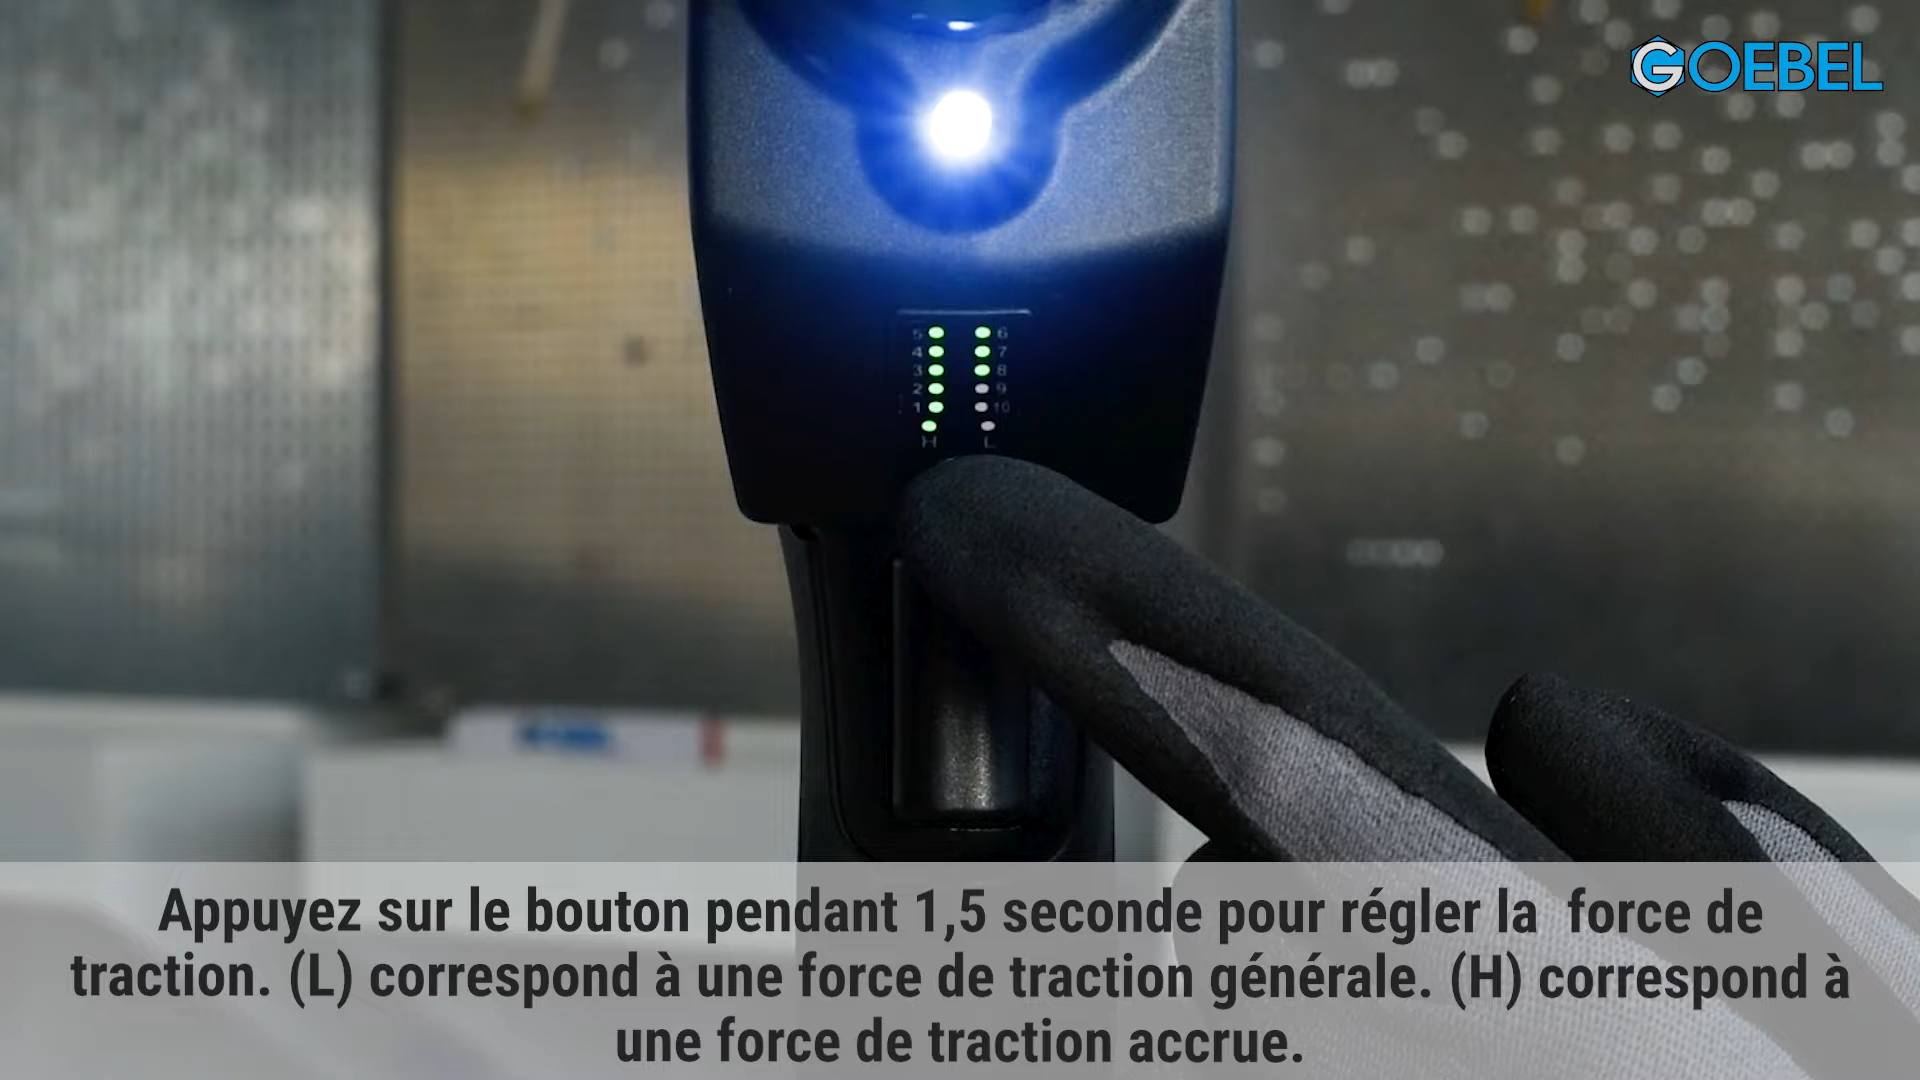 GOEBEL
5 6
4 7
3 8
2 9
1 10
H L
Appuyez sur le bouton pendant 1,5 seconde pour régler la force de
traction. (L) correspond à une force de traction générale. (H) correspond à
une force de traction accrue.